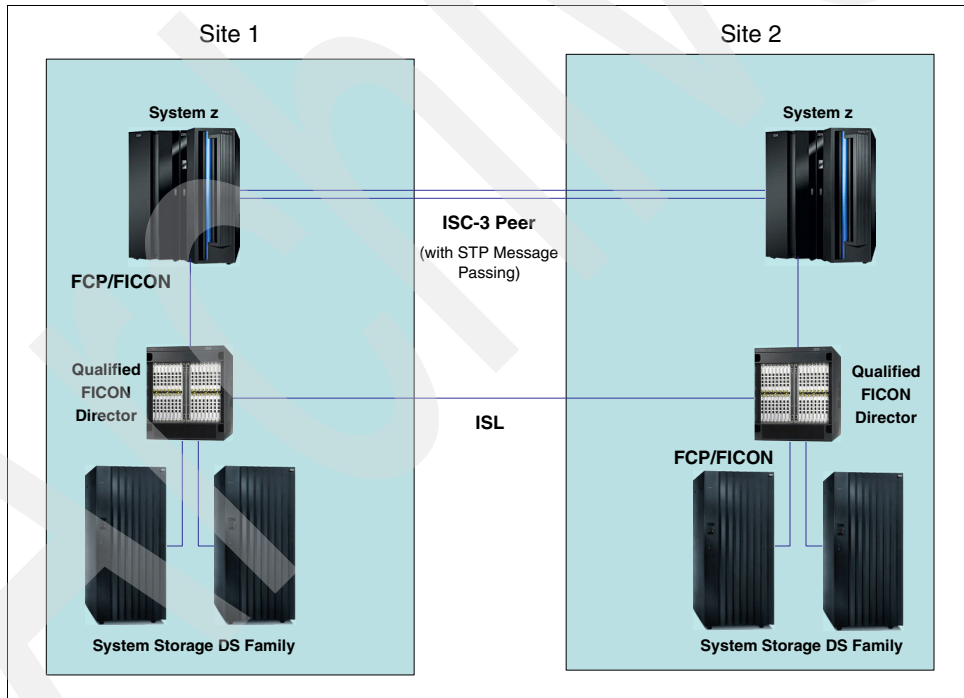 Site 1
Site 2
System z
System z
ISC-3 Peer
(with STP Message
Passing)
FCP/FICON
Qualified
FICON
Director
Qualified
FICON
Director
ISL
FCP/FICON
System Storage DS Family
System Storage DS Family